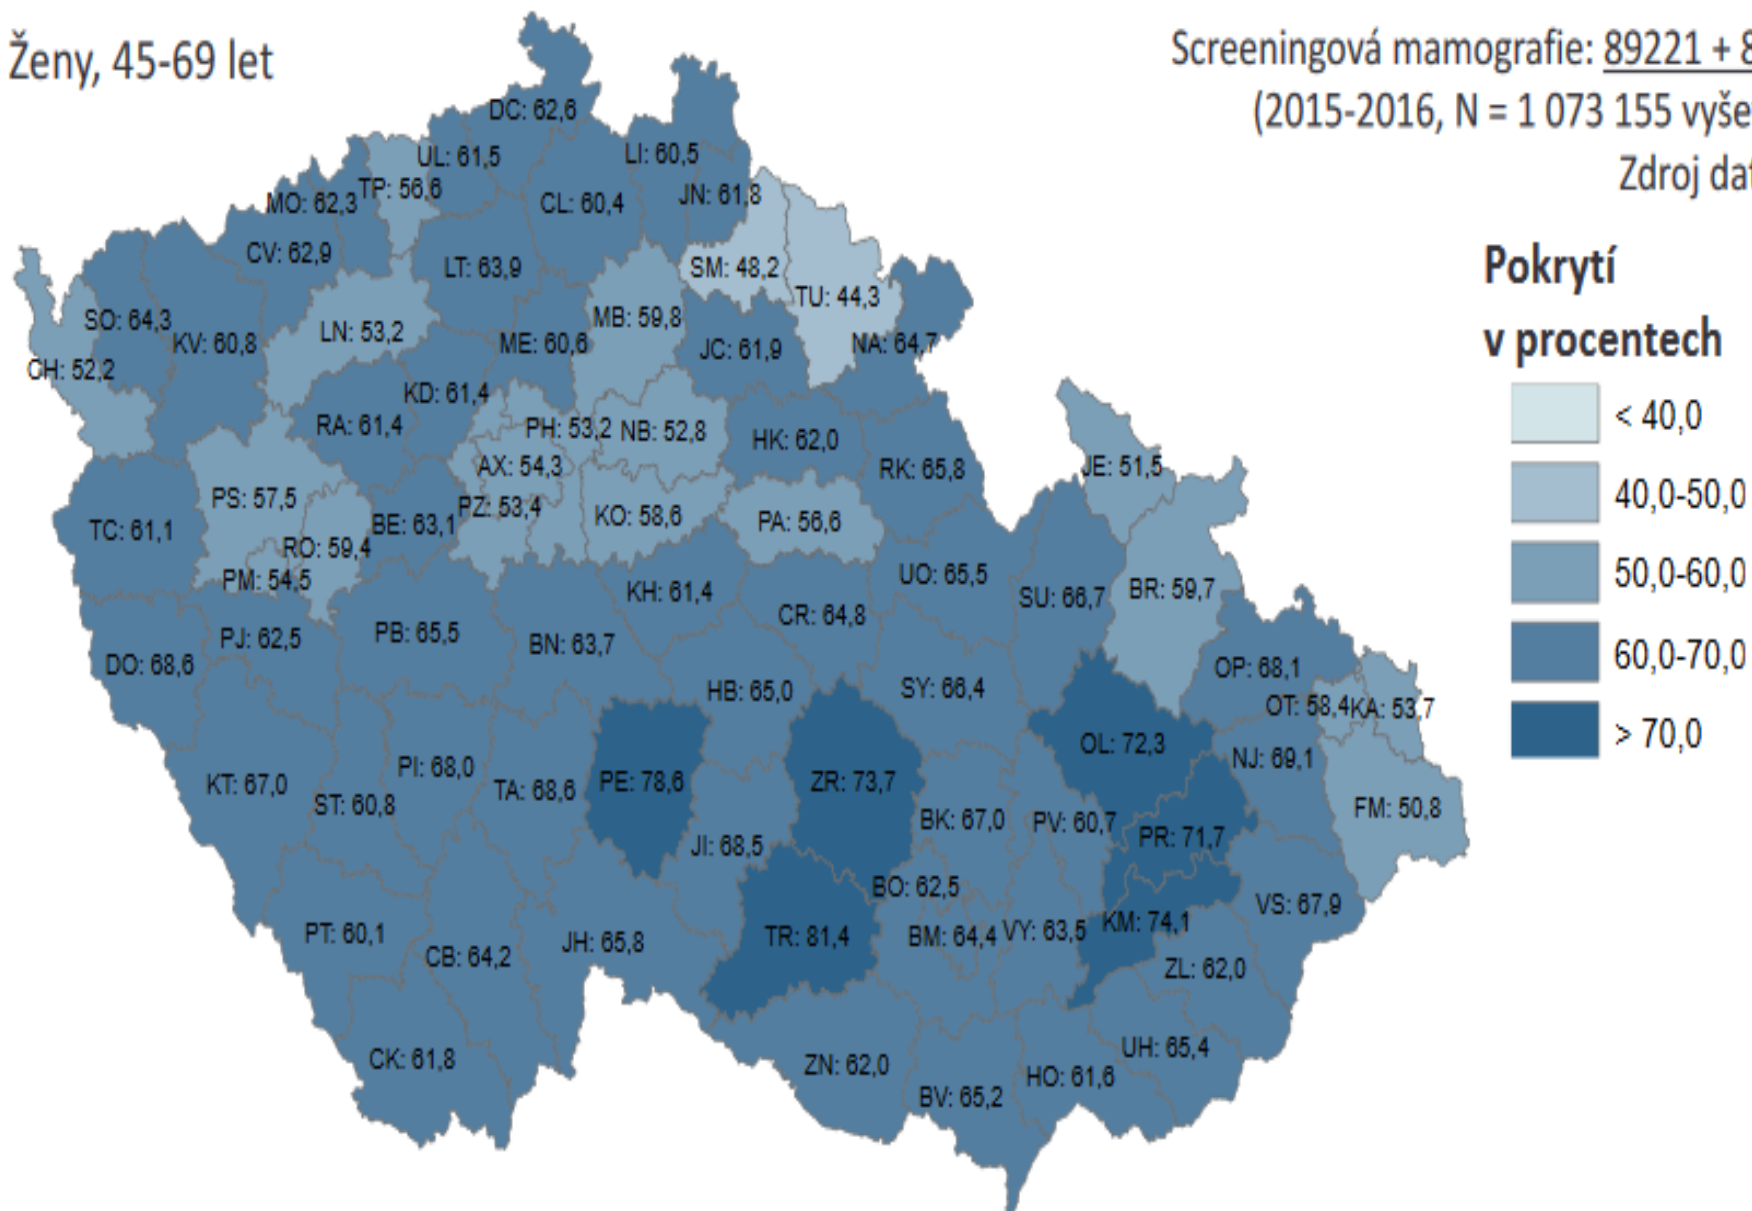 Ženy, 45-69 let
Screeningová mamografie: 89221 + 8
(2015-2016, N = 1 073 155 vyše
Zdroj dat
Pokrytí
v procentech
< 40,0
40,0-50,0
50,0-60,0
60,0-70,0
> 70,0
DC: 62,6
UL: 61,5
LI: 60,5
TP: 56,6
MO: 62,3
CL: 60,4
JN: 61,8
CV: 62,9
LT: 63,9
SM: 48,2
TU: 44,3
SO: 64,3
KV: 60,8
LN: 53,2
ME: 60,6
MB: 59,8
JC: 61,9
NA: 64,7
CH: 52,2
KD: 61,4
RA: 61,4
PH: 53,2
NB: 52,8
HK: 62,0
AX: 54,3
RK: 65,8
JE: 51,5
PS: 57,5
PZ: 53,4
KO: 58,6
PA: 56,6
TC: 61,1
BE: 63,1
RO: 59,4
PM: 54,5
UO: 65,5
KH: 61,4
CR: 64,8
SU: 66,7
BR: 59,7
PJ: 62,5
PB: 65,5
BN: 63,7
DO: 68,6
HB: 65,0
SY: 66,4
OP: 68,1
OT: 58,4
KA: 53,7
OL: 72,3
NJ: 69,1
KT: 67,0
PI: 68,0
TA: 68,6
PE: 78,6
ZR: 73,7
ST: 60,8
FM: 50,8
BK: 67,0
PV: 60,7
PR: 71,7
JI: 68,5
BO: 62,5
VS: 67,9
PT: 60,1
CB: 64,2
JH: 65,8
TR: 81,4
BM: 64,4
VY: 63,5
KM: 74,1
ZL: 62,0
CK: 61,8
ZN: 62,0
UH: 65,4
HO: 61,6
BV: 65,2